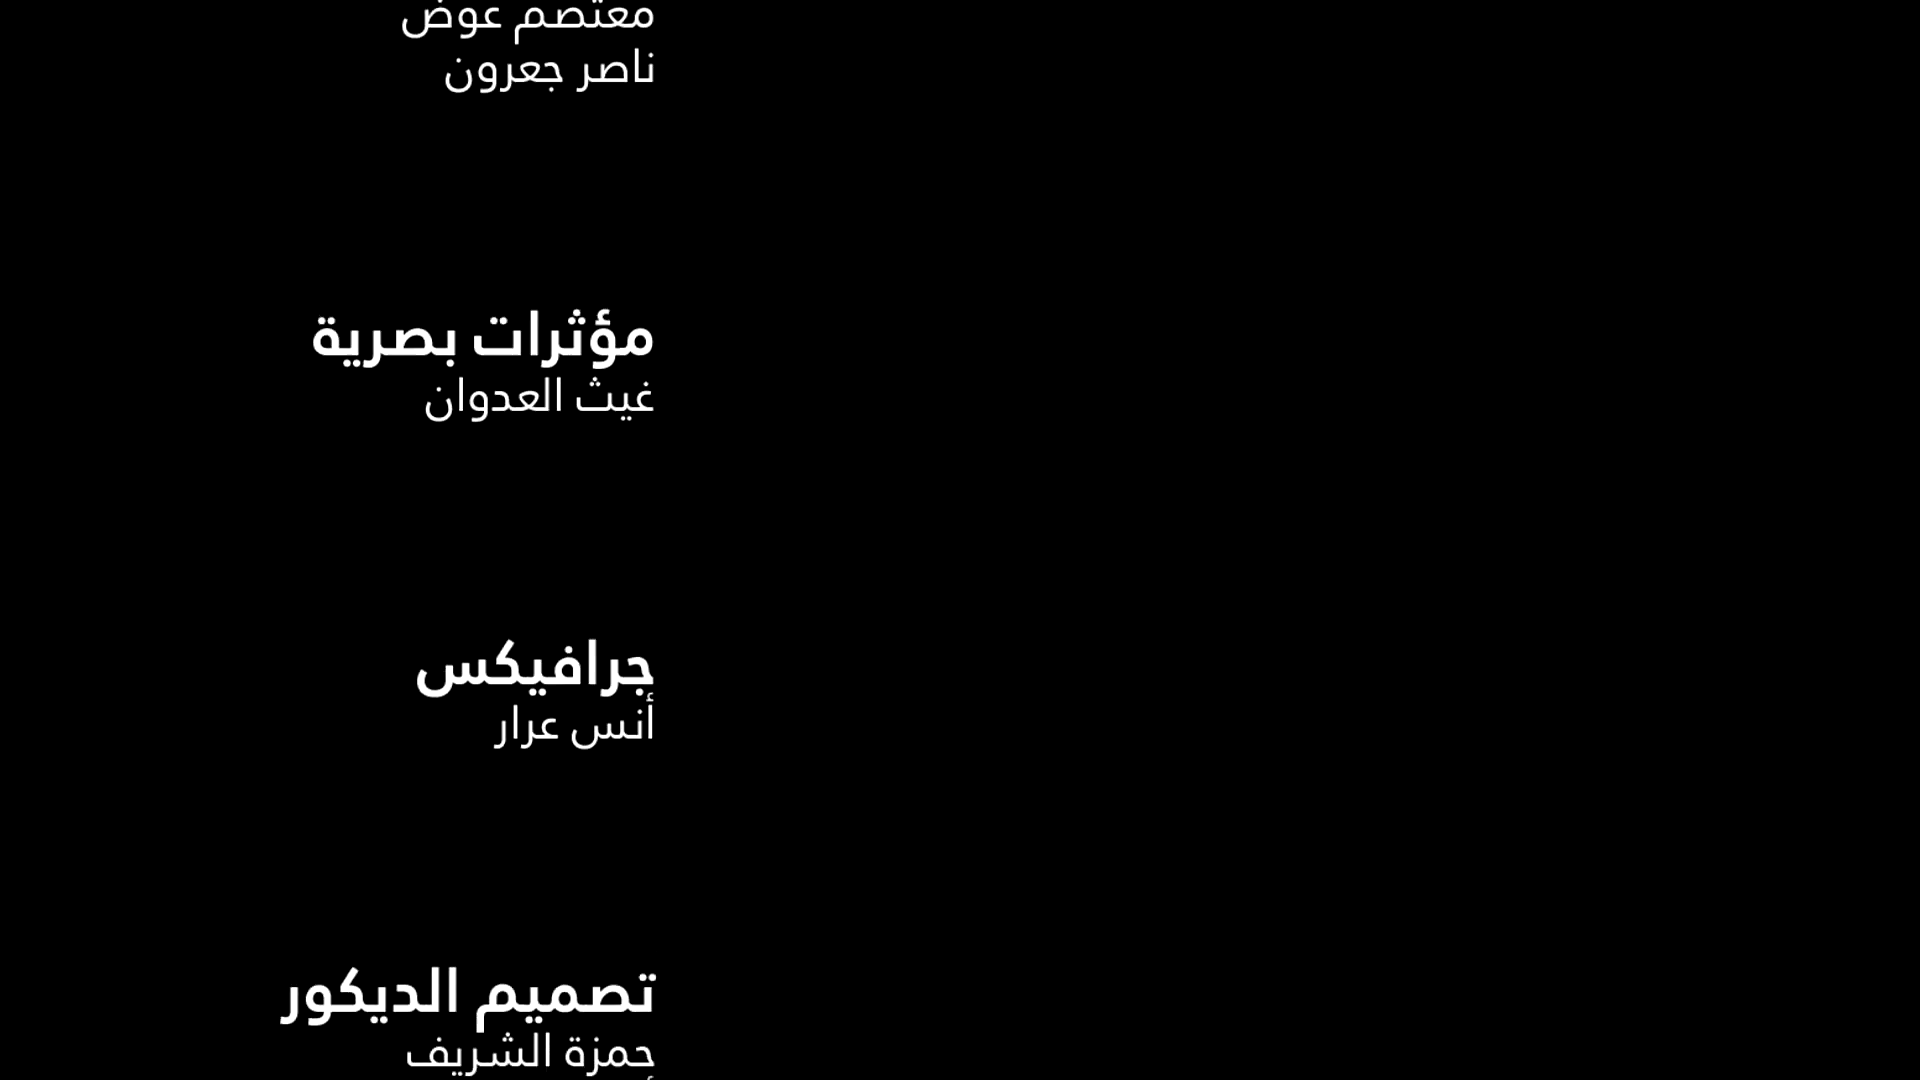 معتصم عوض
ناصر جعرون
مؤثرات بصرية
غيث العدوان
جرافيكس
أنس عرار
تصميم الديكور
حمزة الشريف